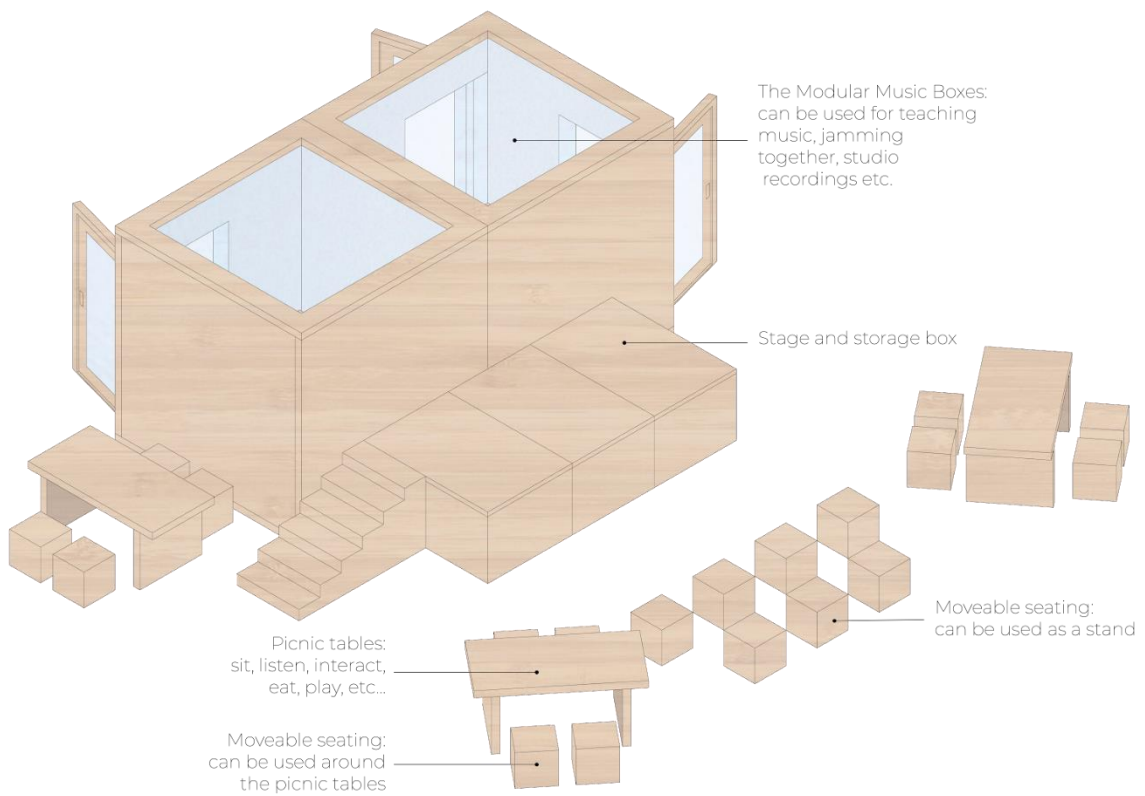 The Modular Music Boxes:
can be used for teaching
music, jamming
together, studio
recordings etc.
Stage and storage box
Moveable seating:
can be used as a stand
Picnic tables:
sit, listen, interact,
eat, play, etc...
Moveable seating:
can be used around
the picnic tables